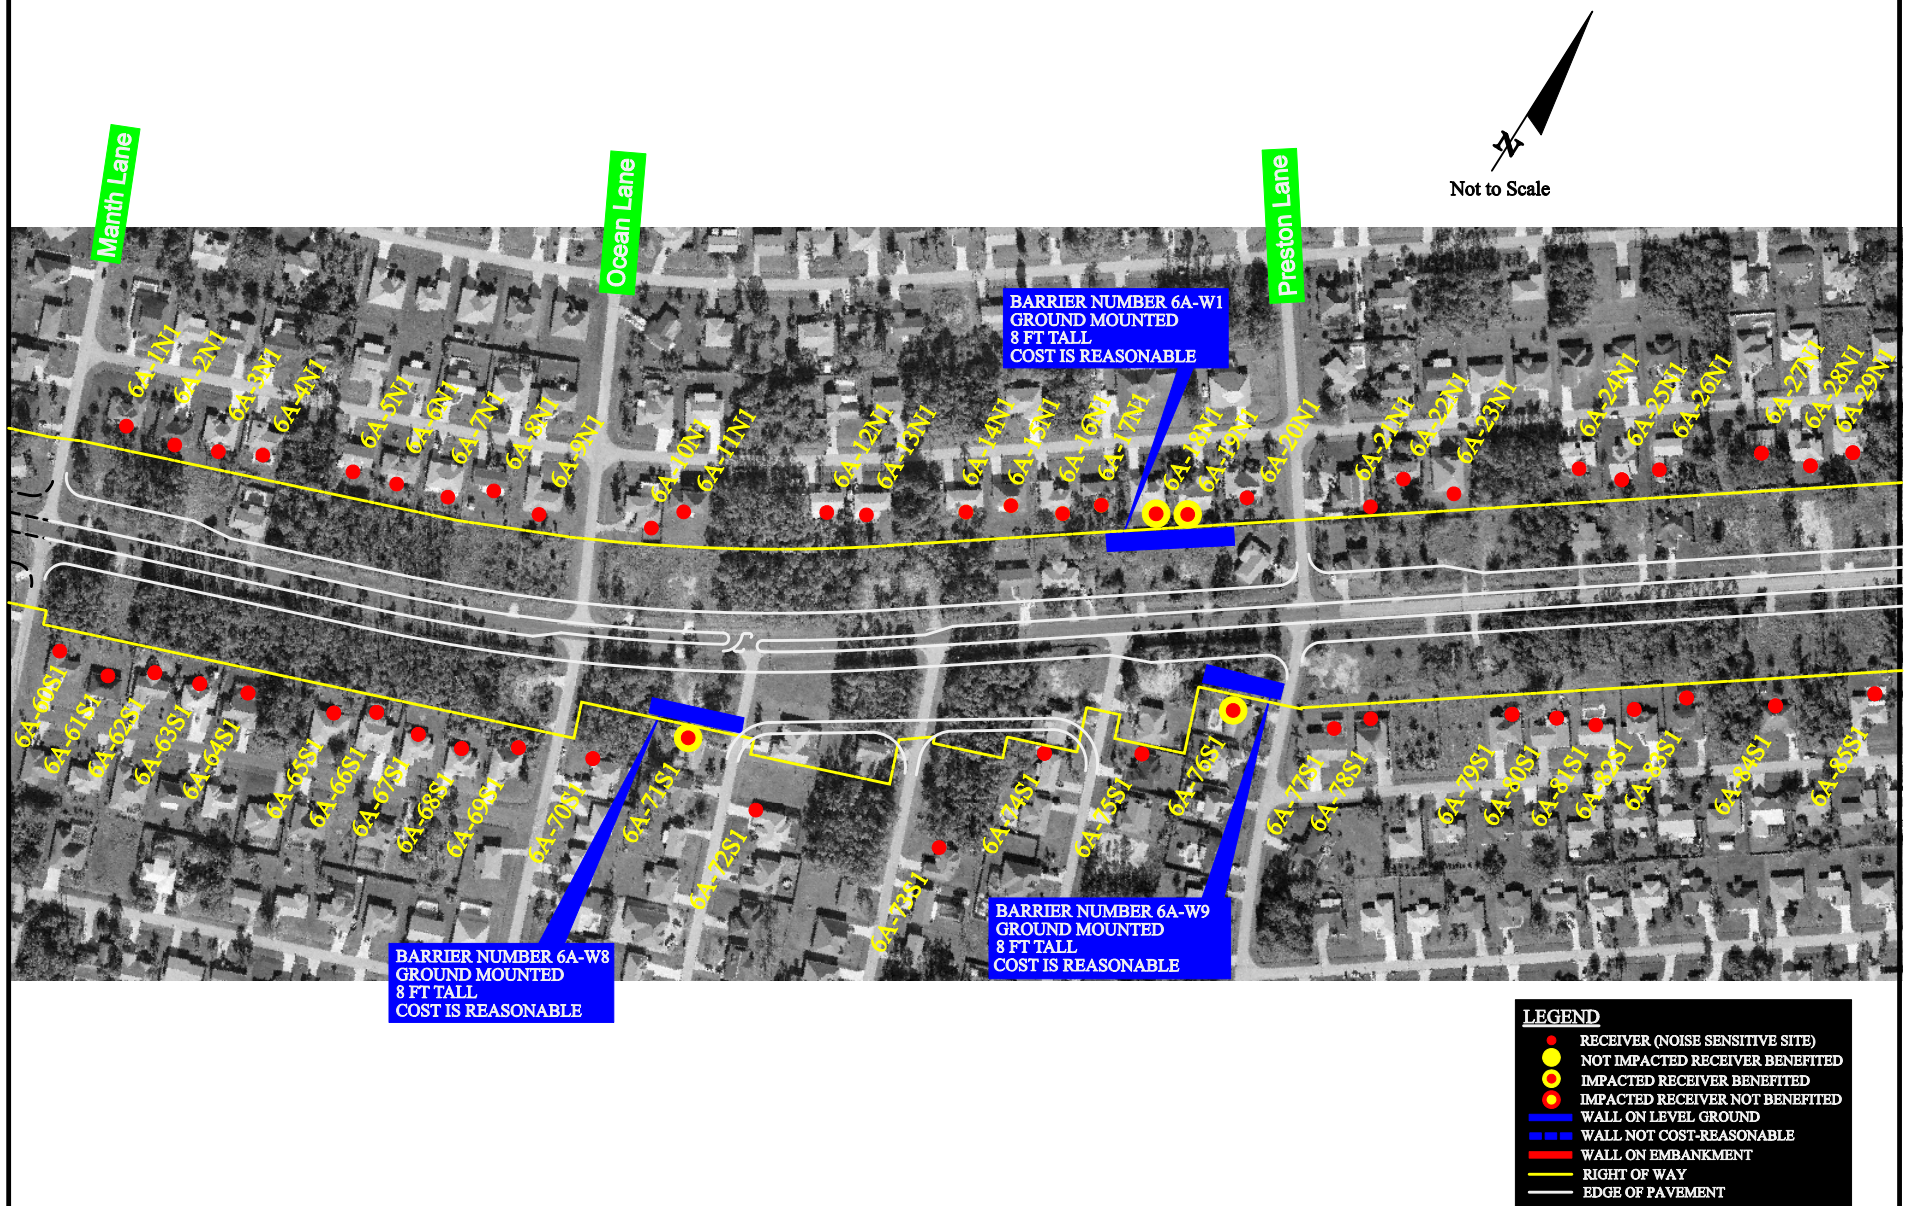 Manth Lane
Ocean Lane
Preston Lane
N
Not to Scale
BARRIER NUMBER 6A-W1
GROUND MOUNTED
8 FT TALL
COST IS REASONABLE
6A-1N1
6A-2N1
6A-3N1
6A-4N1
6A-5N1
6A-6N1
6A-7N1
6A-8N1
6A-9N1
6A-10N1
6A-11N1
6A-12N1
6A-13N1
6A-14N1
6A-15N1
6A-16N1
6A-17N1
6A-18N1
6A-19N1
6A-20N1
6A-21N1
6A-22N1
6A-23N1
6A-24N1
6A-25N1
6A-26N1
6A-27N1
6A-28N1
6A-29N1
6A-60S1
6A-61S1
6A-62S1
6A-63S1
6A-64S1
6A-65S1
6A-66S1
6A-67S1
6A-68S1
6A-69S1
6A-70S1
6A-71S1
6A-72S1
6A-73S1
6A-74S1
6A-75S1
6A-76S1
6A-77S1
6A-78S1
6A-79S1
6A-80S1
6A-81S1
6A-82S1
6A-83S1
6A-84S1
6A-85S1
BARRIER NUMBER 6A-W8
GROUND MOUNTED
8 FT TALL
COST IS REASONABLE
BARRIER NUMBER 6A-W9
GROUND MOUNTED
8 FT TALL
COST IS REASONABLE
LEGEND
RECEIVER (NOISE SENSITIVE SITE)
NOT IMPACTED RECEIVER BENEFITED
IMPACTED RECEIVER BENEFITED
IMPACTED RECEIVER NOT BENEFITED
WALL ON LEVEL GROUND
WALL NOT COST-REASONABLE
WALL ON EMBANKMENT
RIGHT OF WAY
EDGE OF PAVEMENT